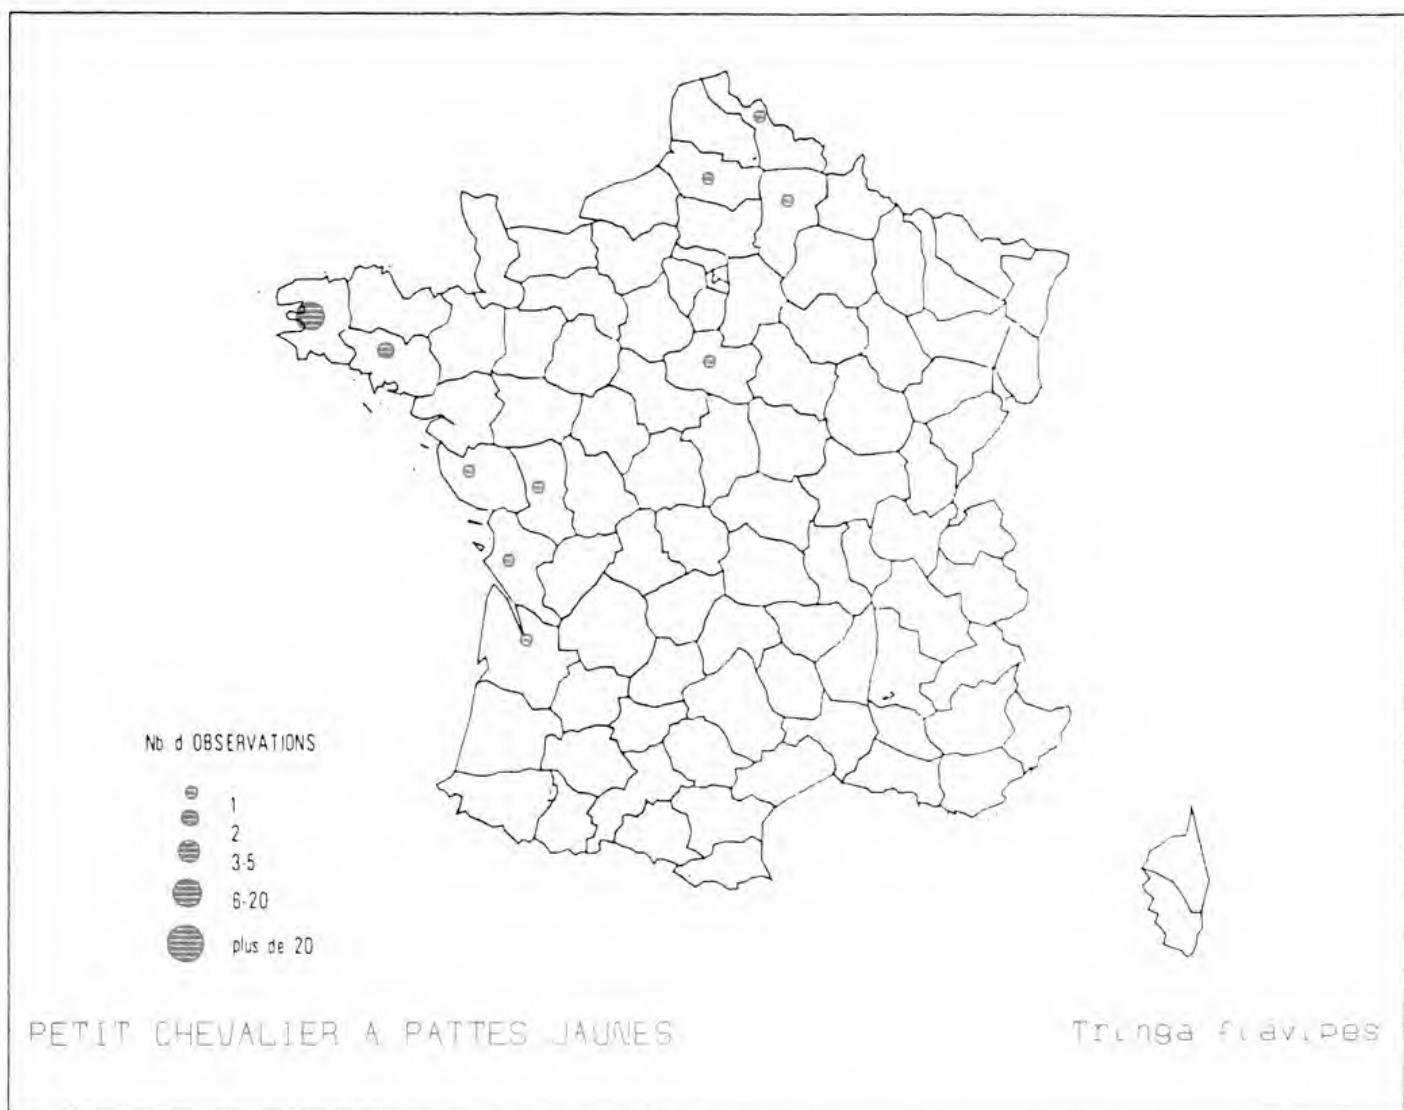 Nb d OBSERVATIONS
1
2
3-5
6-20
plus de 20
PETIT CHEVALIER A PATTES JAUNES
Tringa flavipes